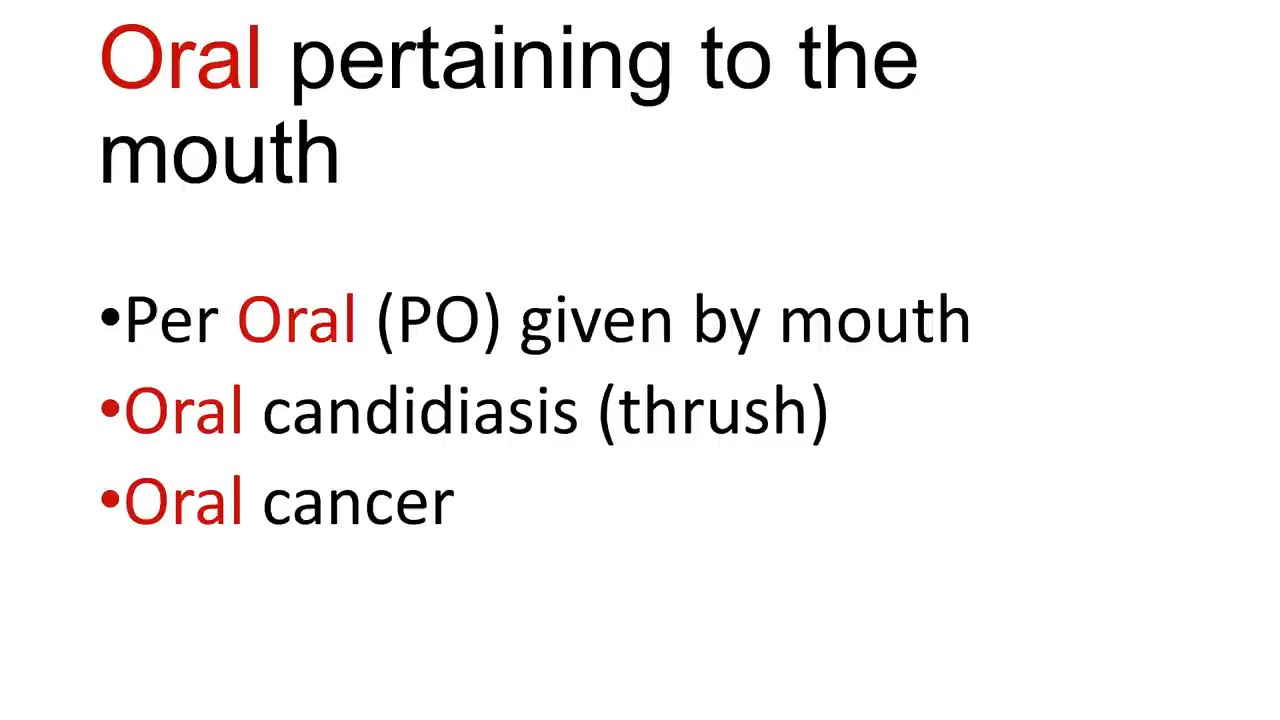 Oral pertaining to the
mouth
•Per Oral (PO) given by mouth
•Oral candidiasis (thrush)
•Oral cancer